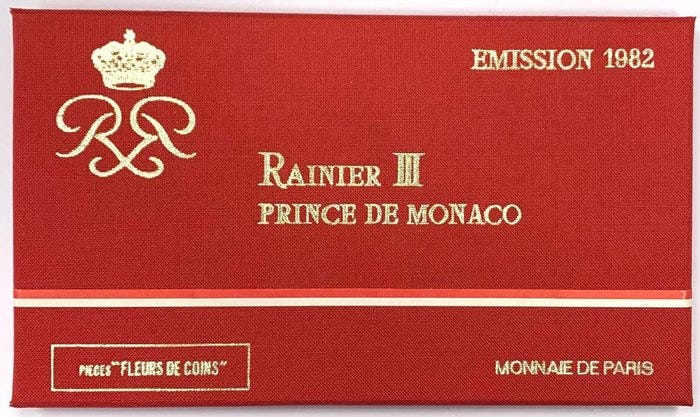 EMISSION 1982
RAINIER III
PRINCE DE MONACO
PIECES "FLEURS DE COINS"
MONNAIE DE PARIS